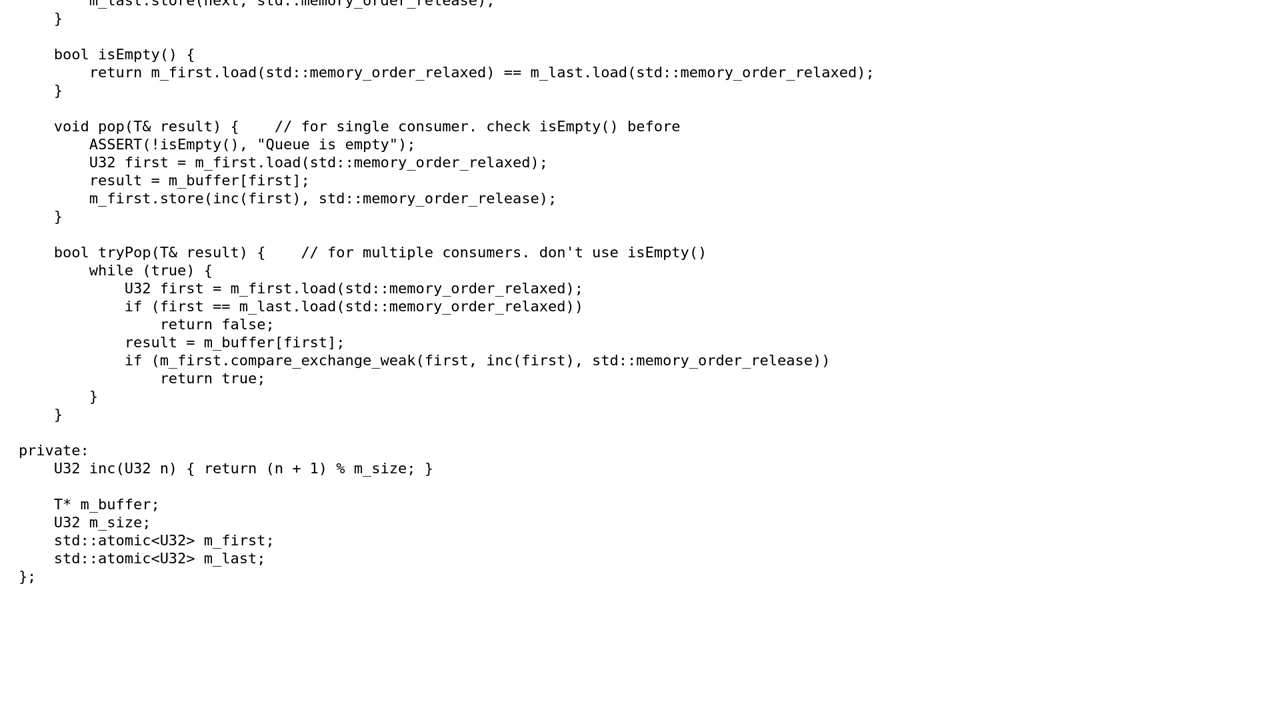 m_last.store(next, std::memory_order_release);
}
bool isEmpty() {
return m_first.load(std::memory_order_relaxed) == m_last.load(std::memory_order_relaxed);
}
void pop(T& result) {    // for single consumer. check isEmpty() before
ASSERT(!isEmpty(), "Queue is empty");
U32 first = m_first.load(std::memory_order_relaxed);
result = m_buffer[first];
m_first.store(inc(first), std::memory_order_release);
}
bool tryPop(T& result) {    // for multiple consumers. don't use isEmpty()
while (true) {
U32 first = m_first.load(std::memory_order_relaxed);
if (first == m_last.load(std::memory_order_relaxed))
return false;
result = m_buffer[first];
if (m_first.compare_exchange_weak(first, inc(first), std::memory_order_release))
return true;
}
}
private:
U32 inc(U32 n) { return (n + 1) % m_size; }
T* m_buffer;
U32 m_size;
std::atomic<U32> m_first;
std::atomic<U32> m_last;
};